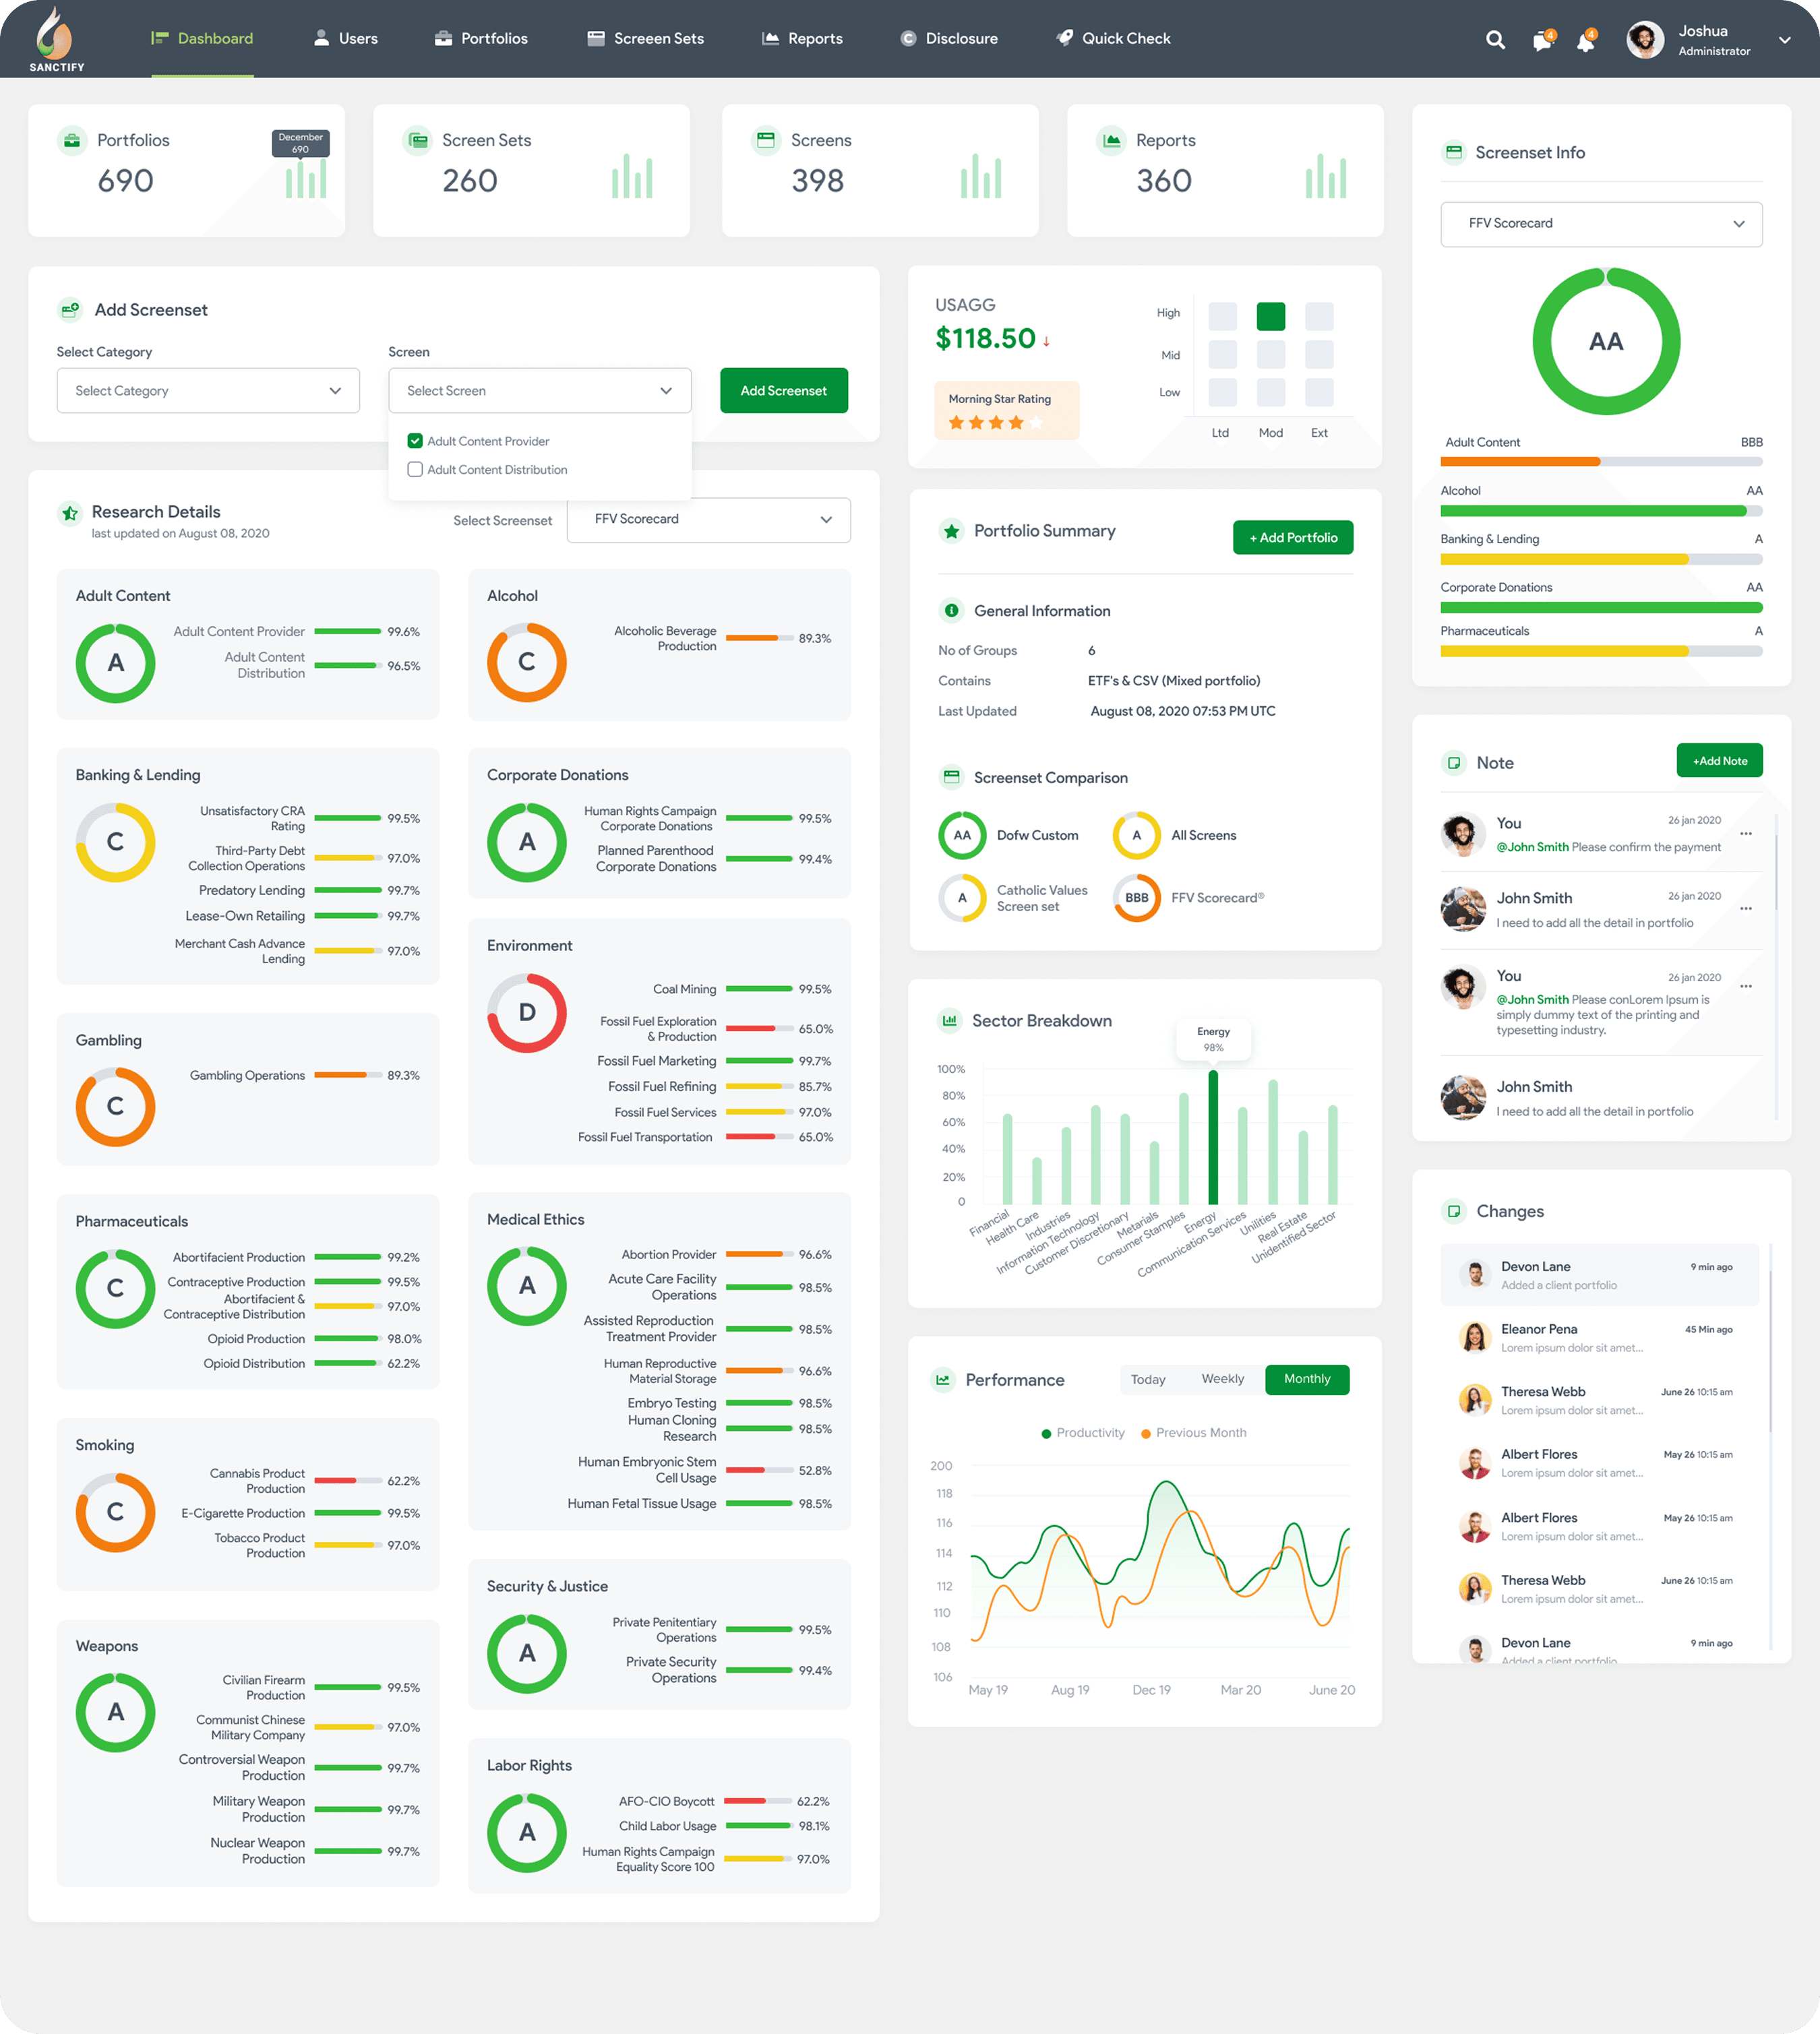 SANCTIFY
Dashboard
Users
Portfolios
Screeen Sets
Reports
Disclosure
Quick Check
4
4
Joshua
Administrator
Portfolios
690
December
690
Screen Sets
260
Screens
398
Reports
360
Add Screenset
Select Category
Select Category
Screen
Select Screen
Add Screenset
Adult Content Provider
Adult Content Distribution
Research Details
last updated on August 08, 2020
Select Screenset
FFV Scorecard
Adult Content
A
Adult Content Provider
99.6%
Adult Content
Distribution
96.5%
Alcohol
C
Alcoholic Beverage
Production
89.3%
Banking & Lending
C
Unsatisfactory CRA
Rating
99.5%
Third-Party Debt
Collection Operations
97.0%
Predatory Lending
99.7%
Lease-Own Retailing
99.7%
Merchant Cash Advance
Lending
97.0%
Corporate Donations
A
Human Rights Campaign
Corporate Donations
99.5%
Planned Parenthood
Corporate Donations
99.4%
Environment
D
Coal Mining
99.5%
Fossil Fuel Exploration
& Production
65.0%
Fossil Fuel Marketing
99.7%
Fossil Fuel Refining
85.7%
Fossil Fuel Services
97.0%
Fossil Fuel Transportation
65.0%
Gambling
C
Gambling Operations
89.3%
Pharmaceuticals
C
Abortifacient Production
99.2%
Contraceptive Production
99.5%
Abortifacient &
Contraceptive Distribution
97.0%
Opioid Production
98.0%
Opioid Distribution
62.2%
Medical Ethics
A
Abortion Provider
96.6%
Acute Care Facility
Operations
98.5%
Assisted Reproduction
Treatment Provider
98.5%
Human Reproductive
Material Storage
96.6%
Embryo Testing
98.5%
Human Cloning
Research
98.5%
Human Embryonic Stem
Cell Usage
52.8%
Human Fetal Tissue Usage
98.5%
Smoking
C
Cannabis Product
Production
62.2%
E-Cigarette Production
99.5%
Tobacco Product
Production
97.0%
Security & Justice
A
Private Penitentiary
Operations
99.5%
Private Security
Operations
99.4%
Weapons
A
Civilian Firearm
Production
99.5%
Communist Chinese
Military Company
97.0%
Controversial Weapon
Production
99.7%
Military Weapon
Production
99.7%
Nuclear Weapon
Production
99.7%
Labor Rights
A
AFO-CIO Boycott
62.2%
Child Labor Usage
98.1%
Human Rights Campaign
Equality Score 100
97.0%
USAGG
$118.50
Morning Star Rating
High
Mid
Low
Ltd
Mod
Ext
Portfolio Summary
+ Add Portfolio
General Information
No of Groups
6
Contains
ETF's & CSV (Mixed portfolio)
Last Updated
August 08, 2020 07:53 PM UTC
Screenset Comparison
AA
Dofw Custom
A
All Screens
A
Catholic Values
Screen set
BBB
FFV Scorecard®
Sector Breakdown
Energy
98%
100%
80%
60%
40%
20%
0
Financial
Health Care
Industries
Information Technology
Customer Discretionary
Metarials
Consumer Stamples
Energy
Communication Services
Unilities
Real Estate
Unidentified Sector
Performance
Today
Weekly
Monthly
Productivity
Previous Month
200
118
116
114
112
110
108
106
May 19
Aug 19
Dec 19
Mar 20
June 20
Screenset Info
FFV Scorecard
AA
Adult Content
BBB
Alcohol
AA
Banking & Lending
A
Corporate Donations
AA
Pharmaceuticals
A
Note
+Add Note
You
26 jan 2020
@John Smith Please confirm the payment
John Smith
26 jan 2020
I need to add all the detail in portfolio
You
26 jan 2020
@John Smith Please conLorem Ipsum is
simply dummy text of the printing and
typesetting industry.
John Smith
I need to add all the detail in portfolio
Changes
Devon Lane
9 min ago
Added a client portfolio
Eleanor Pena
45 Min ago
Lorem ipsum dolor sit amet...
Theresa Webb
June 26 10:15 am
Lorem ipsum dolor sit amet...
Albert Flores
May 26 10:15 am
Lorem ipsum dolor sit amet...
Albert Flores
May 26 10:15 am
Lorem ipsum dolor sit amet...
Theresa Webb
June 26 10:15 am
Lorem ipsum dolor sit amet...
Devon Lane
9 min ago
Added a client portfolio